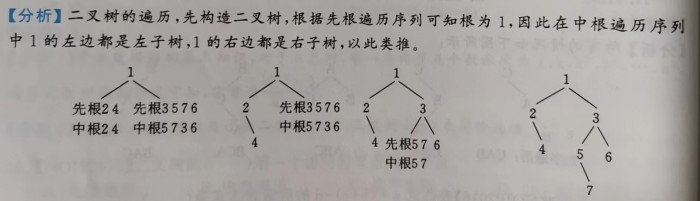 【分析】二叉树的遍历,先构造二叉树,根据先根遍历序列可知根为1,因此在中根遍历序列
中1的左边都是左子树,1的右边都是右子树,以此类推。
1
先根24 先根3576
中根24 中根5736
1
2 先根3576
中根5736
4
1
2 3
4 先根57 6
中根57
1
2 3
4 5 6
7